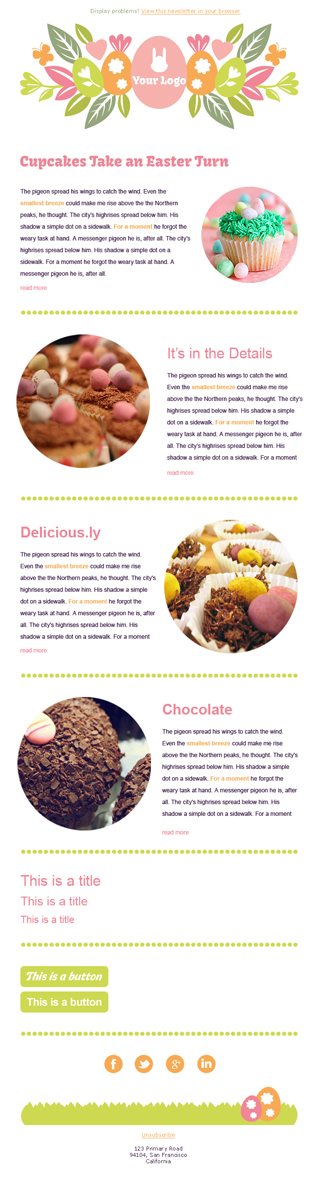 Display problems? View this newsletter in your browser
Your Logo
Cupcakes Take an Easter Turn
The pigeon spread his wings to catch the wind. Even the
smallest breeze could make me rise above the the Northern
peaks, he thought. The city's highrises spread below him. His
shadow a simple dot on a sidewalk. For a moment he forgot the
weary task at hand. A messenger pigeon he is, after all. The city's
highrises spread below him. His shadow a simple dot on a
sidewalk. For a moment he forgot the weary task at hand. A
messenger pigeon he is, after all.
read more
It's in the Details
The pigeon spread his wings to catch the wind.
Even the smallest breeze could make me rise
above the the Northern peaks, he thought. The city's
highrises spread below him. His shadow a simple
dot on a sidewalk. For a moment he forgot the
weary task at hand. A messenger pigeon he is, after
all. The city's highrises spread below him. His
shadow a simple dot on a sidewalk. For a moment
read more
Delicious.ly
The pigeon spread his wings to catch the wind.
Even the smallest breeze could make me rise
above the the Northern peaks, he thought. The city's
highrises spread below him. His shadow a simple
dot on a sidewalk. For a moment he forgot the
weary task at hand. A messenger pigeon he is, after
all. The city's highrises spread below him. His
shadow a simple dot on a sidewalk. For a moment
read more
Chocolate
The pigeon spread his wings to catch the wind.
Even the smallest breeze could make me rise
above the the Northern peaks, he thought. The city's
highrises spread below him. His shadow a simple
dot on a sidewalk. For a moment he forgot the
weary task at hand. A messenger pigeon he is, after
all. The city's highrises spread below him. His
shadow a simple dot on a sidewalk. For a moment
read more
This is a title
This is a title
This is a title
This is a button
This is a button
f g+ in
Unsubscribe
123 Primary Road
94104, San Francisco
California